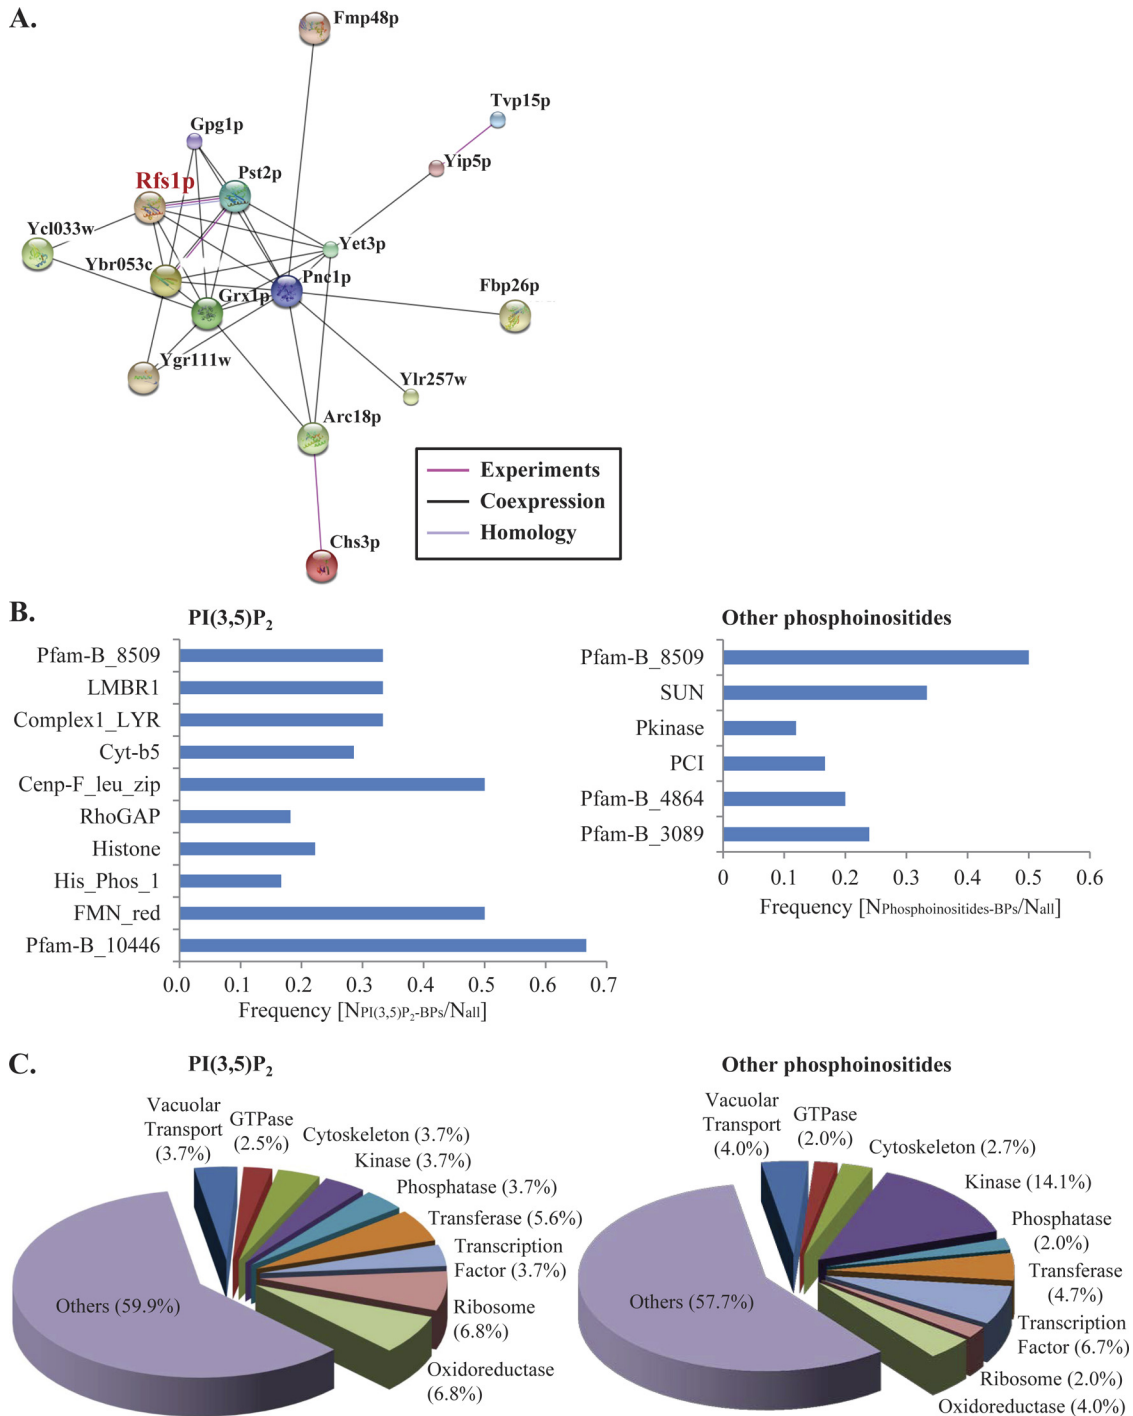 A.
Fmp48p
Tvp15p
Gpg1p
Yip5p
Pst2p
Rfs1p
Ycl033w
Yet3p
Ybr053c
Pnc1p
Fbp26p
Grx1p
Ygr111w
Ylr257w
Arc18p
Experiments
Coexpression
Homology
Chs3p
B.
PI(3,5)P2
Pfam-B_8509
LMBR1
Complex1_LYR
Cyt-b5
Cenp-F_leu_zip
RhoGAP
Histone
His_Phos_1
FMN_red
Pfam-B_10446
0.0 0.1 0.2 0.3 0.4 0.5 0.6 0.7
Frequency [NPI(3,5)P2-BPs/Nall]
Other phosphoinositides
Pfam-B_8509
SUN
Pkinase
PCI
Pfam-B_4864
Pfam-B_3089
0 0.1 0.2 0.3 0.4 0.5 0.6
Frequency [NPhosphoinositides-BPs/Nall]
C.
PI(3,5)P2
Vacuolar
Transport
(3.7%)
GTPase
(2.5%)
Cytoskeleton (3.7%)
Kinase (3.7%)
Phosphatase (3.7%)
Transferase (5.6%)
Transcription
Factor (3.7%)
Ribosome
(6.8%)
Oxidoreductase
(6.8%)
Others (59.9%)
Other phosphoinositides
Vacuolar
Transport
(4.0%)
GTPase
(2.0%)
Cytoskeleton (2.7%)
Kinase (14.1%)
Phosphatase
(2.0%)
Transferase
(4.7%)
Transcription
Factor (6.7%)
Ribosome (2.0%)
Oxidoreductase (4.0%)
Others (57.7%)